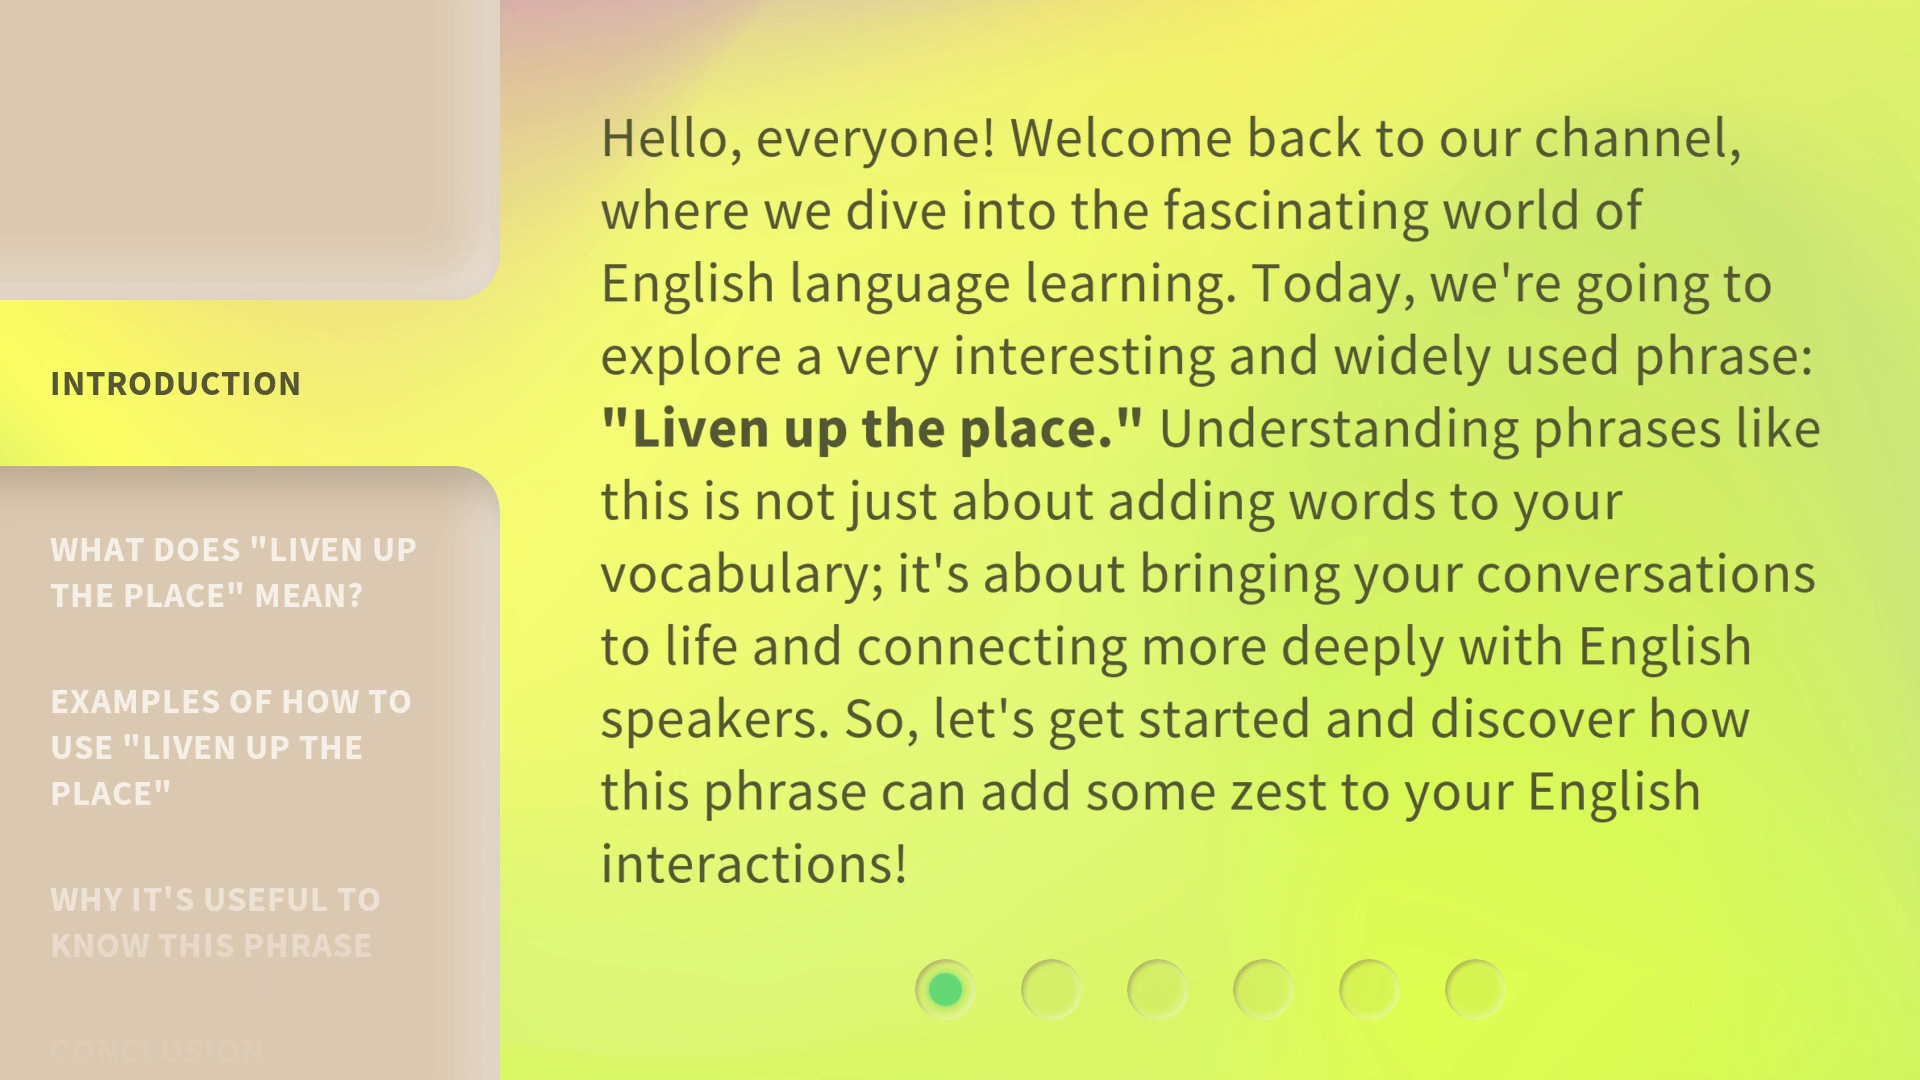 INTRODUCTION
WHAT DOES "LIVEN UP
THE PLACE" MEAN?
EXAMPLES OF HOW TO
USE "LIVEN UP THE
PLACE"
WHY IT'S USEFUL TO
KNOW THIS PHRASE
CONCLUSION
Hello, everyone! Welcome back to our channel,
where we dive into the fascinating world of
English language learning. Today, we're going to
explore a very interesting and widely used phrase:
"Liven up the place." Understanding phrases like
this is not just about adding words to your
vocabulary; it's about bringing your conversations
to life and connecting more deeply with English
speakers. So, let's get started and discover how
this phrase can add some zest to your English
interactions!